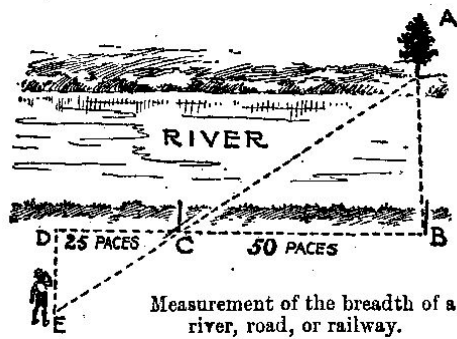 A
RIVER
D 25 PACES C 50 PACES B
E
Measurement of the breadth of a
river, road, or railway.